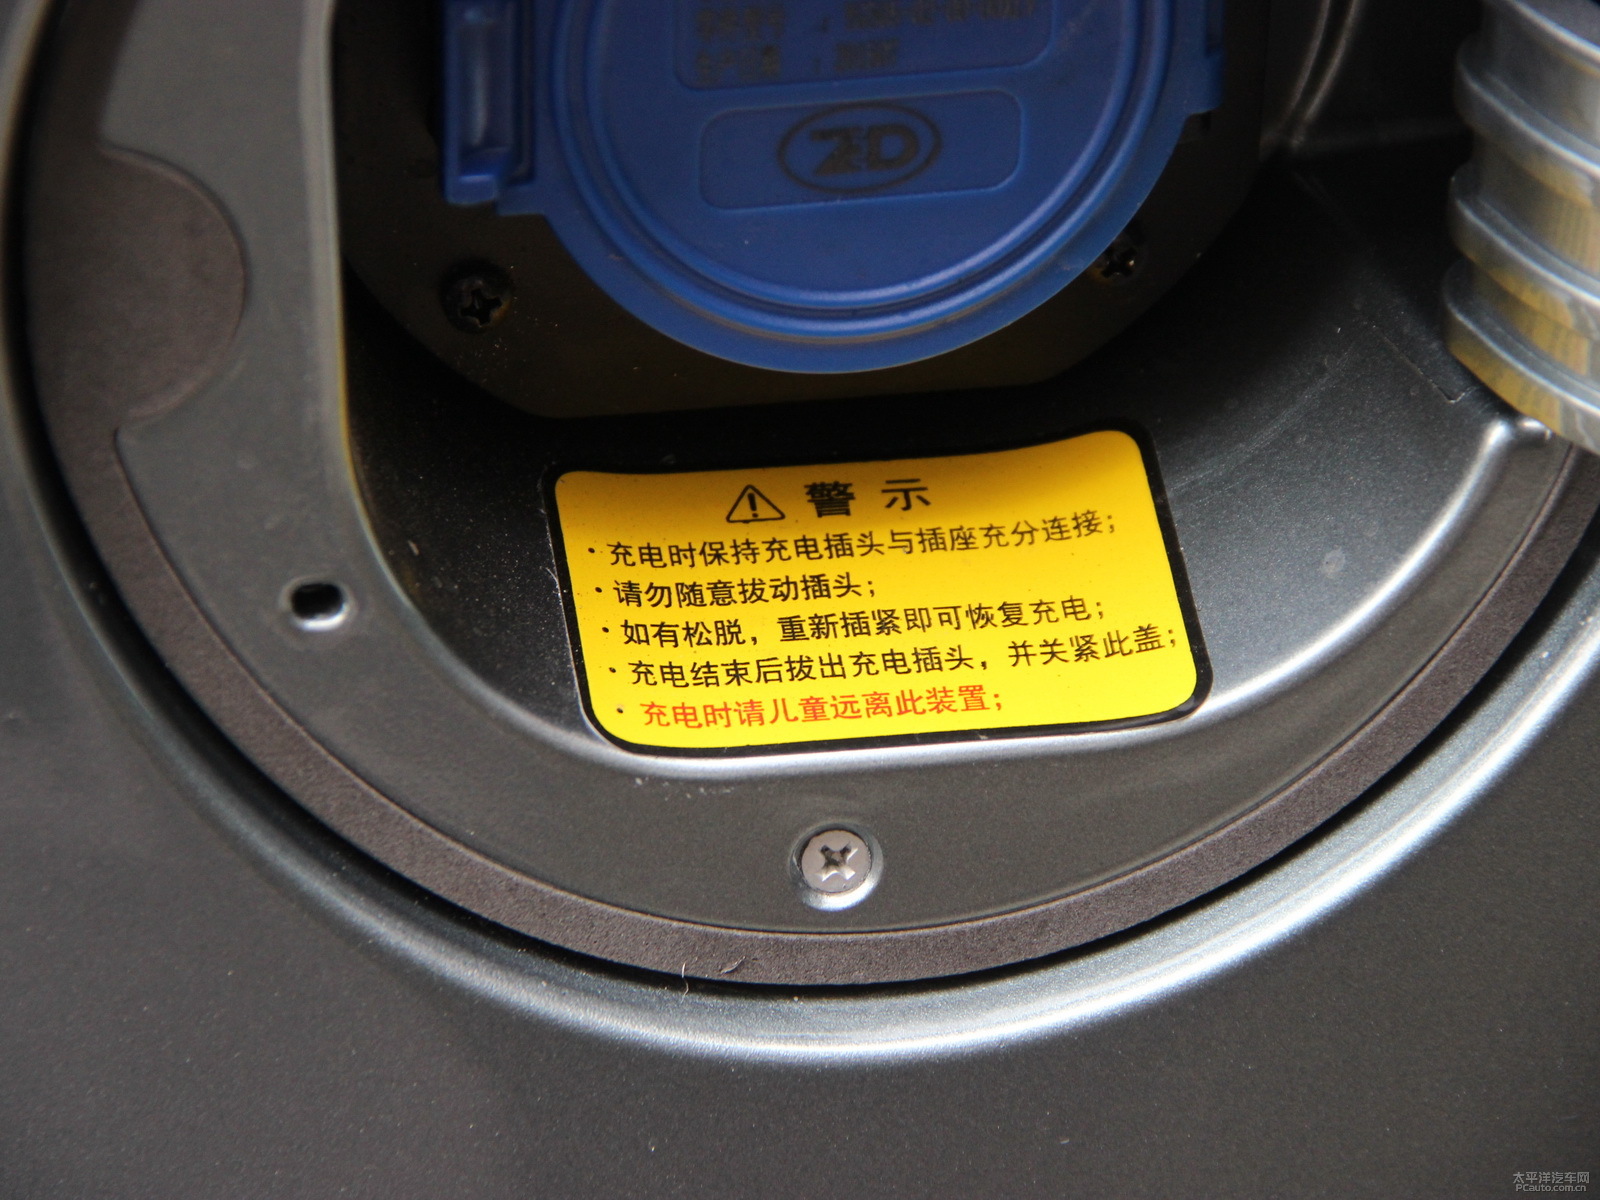 ZD
警示
·充电时保持充电插头与插座充分连接；
·请勿随意拔动插头；
·如有松脱，重新插紧即可恢复充电；
·充电结束后拔出充电插头，并关紧此盖；
·充电时请儿童远离此装置；
太平洋汽车网
PCauto.com.cn